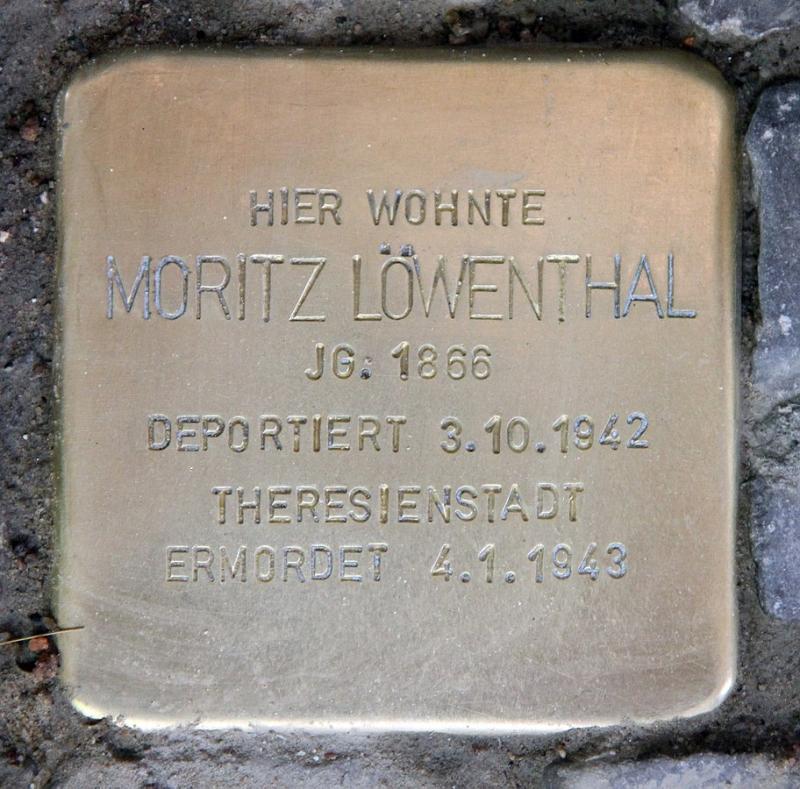 HIER WOHNTE
MORITZ LÖWENTHAL
JG. 1866
DEPORTIERT 3.10.1942
THERESIENSTADT
ERMORDET 4.1.1943